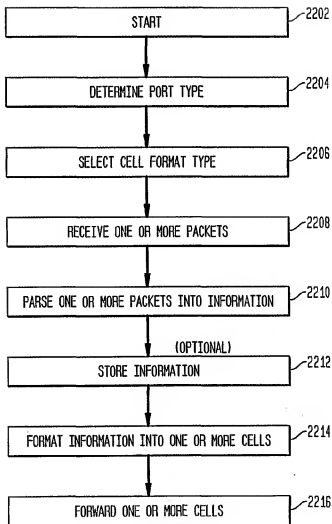 START 2202
DETERMINE PORT TYPE 2204
SELECT CELL FORMAT TYPE 2206
RECEIVE ONE OR MORE PACKETS 2208
PARSE ONE OR MORE PACKETS INTO INFORMATION 2210
(OPTIONAL)
STORE INFORMATION 2212
FORMAT INFORMATION INTO ONE OR MORE CELLS 2214
FORWARD ONE OR MORE CELLS 2216